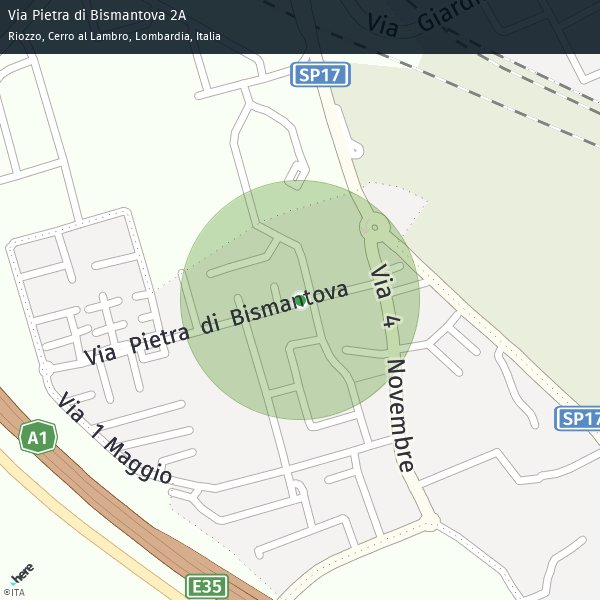 Via Pietra di Bismantova 2A
Riozzo, Cerro al Lambro, Lombardia, Italia
Via Giardi
SP17
Via Pietra di Bismantova
Via 4 Novembre
Via 1 Maggio
SP17
A1
E35
here
©ITA